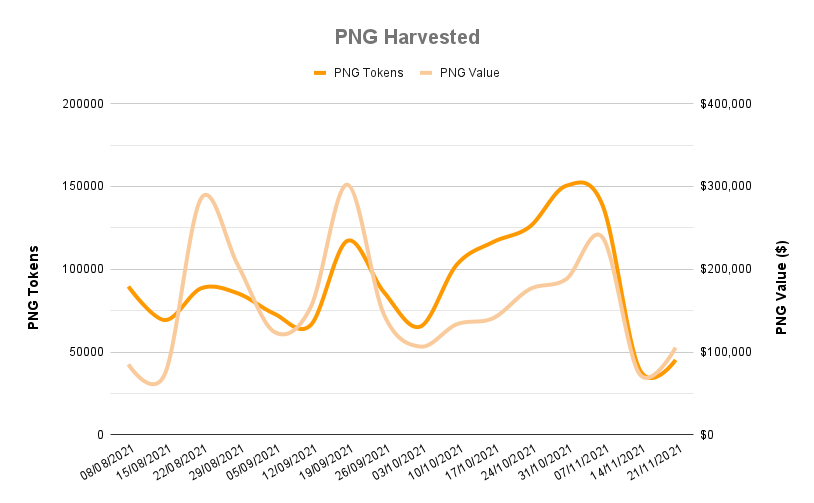 PNG Harvested
PNG Tokens PNG Value
200000 $400,000
150000 $300,000
100000 $200,000
50000 $100,000
0 $0
PNG Tokens
PNG Value ($)
08/08/2021 15/08/2021 22/08/2021 29/08/2021 05/09/2021 12/09/2021 19/09/2021 26/09/2021 03/10/2021 10/10/2021 17/10/2021 24/10/2021 31/10/2021 07/11/2021 14/11/2021 21/11/2021